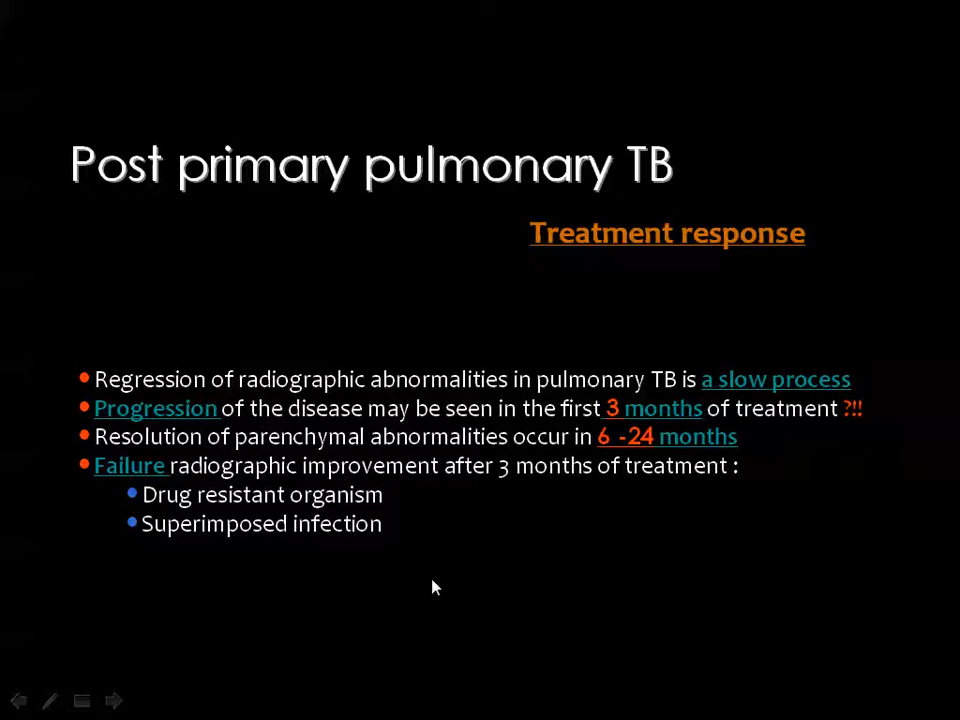 Post primary pulmonary TB
Treatment response
•Regression of radiographic abnormalities in pulmonary TB is a slow process
•Progression of the disease may be seen in the first 3 months of treatment ?!!
•Resolution of parenchymal abnormalities occur in 6 -24 months
•Failure radiographic improvement after 3 months of treatment :
•Drug resistant organism
•Superimposed infection